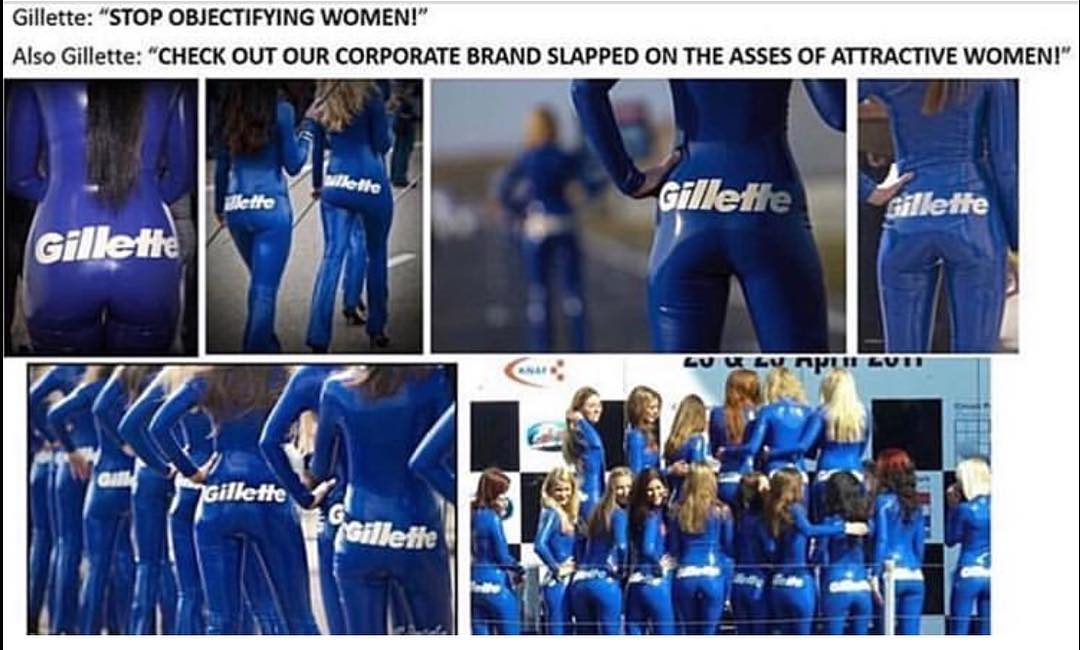 Gillette: “STOP OBJECTIFYING WOMEN!”
Also Gillette: “CHECK OUT OUR CORPORATE BRAND SLAPPED ON THE ASSES OF ATTRACTIVE WOMEN!”
Gillette
illette
illette
Gillette
Gillette
Gill
Gillette
G
Gillette
KNAF
April 2011